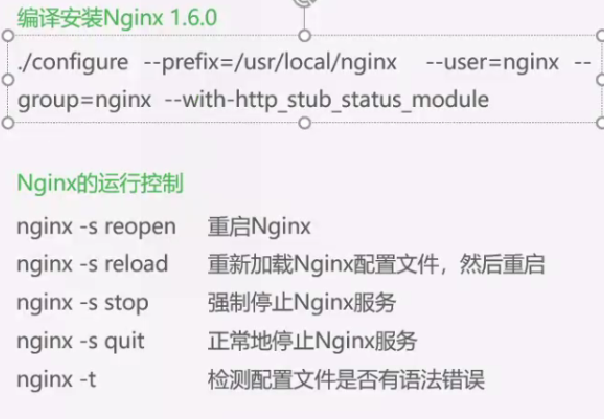 编译安装Nginx 1.6.0
./configure --prefix=/usr/local/nginx --user=nginx --
group=nginx --with-http_stub_status_module
Nginx的运行控制
nginx -s reopen 重启Nginx
nginx -s reload 重新加载Nginx配置文件，然后重启
nginx -s stop 强制停止Nginx服务
nginx -s quit 正常地停止Nginx服务
nginx -t 检测配置文件是否有语法错误